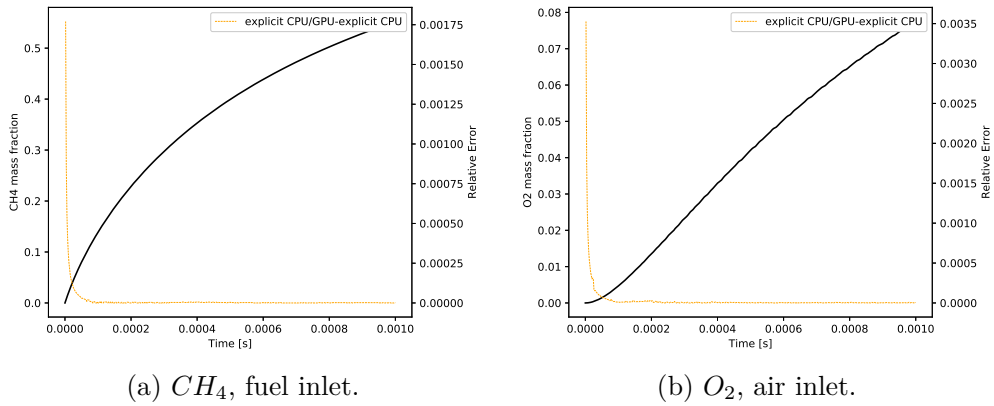 explicit CPU/GPU-explicit CPU
CH4 mass fraction
0.5
0.4
0.3
0.2
0.1
0.0
0.0000 0.0002 0.0004 0.0006 0.0008 0.0010
Time [s]
0.00175
0.00150
0.00125
0.00100
0.00075
0.00050
0.00025
0.00000
Relative Error
(a) CH4, fuel inlet.
explicit CPU/GPU-explicit CPU
O2 mass fraction
0.08
0.07
0.06
0.05
0.04
0.03
0.02
0.01
0.00
0.0000 0.0002 0.0004 0.0006 0.0008 0.0010
Time [s]
0.0035
0.0030
0.0025
0.0020
0.0015
0.0010
0.0005
0.0000
Relative Error
(b) O2, air inlet.